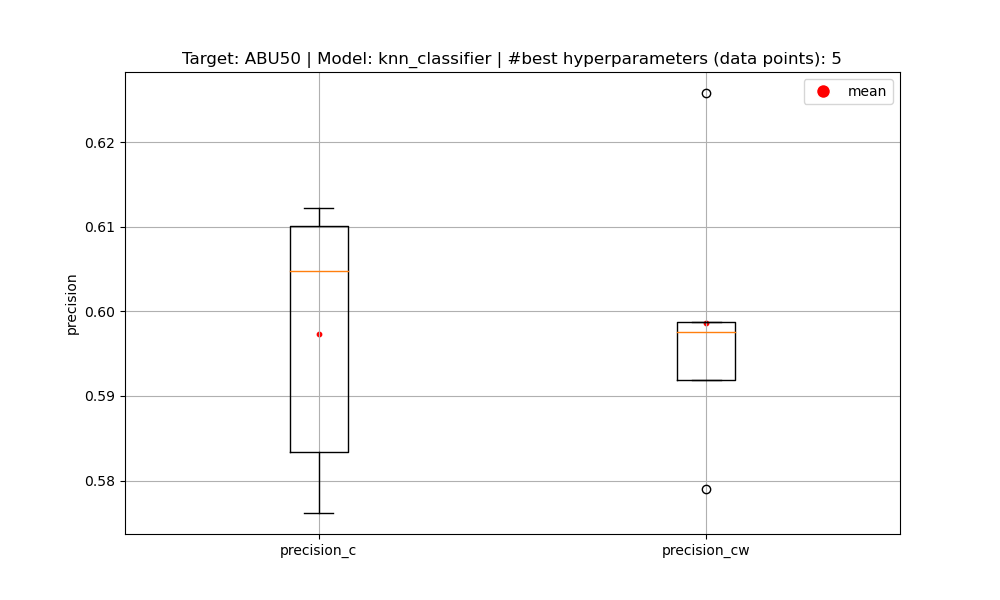 Target: ABU50 | Model: knn_classifier | #best hyperparameters (data points): 5
mean
0.62
0.61
0.60
0.59
0.58
precision
precision_c
precision_cw